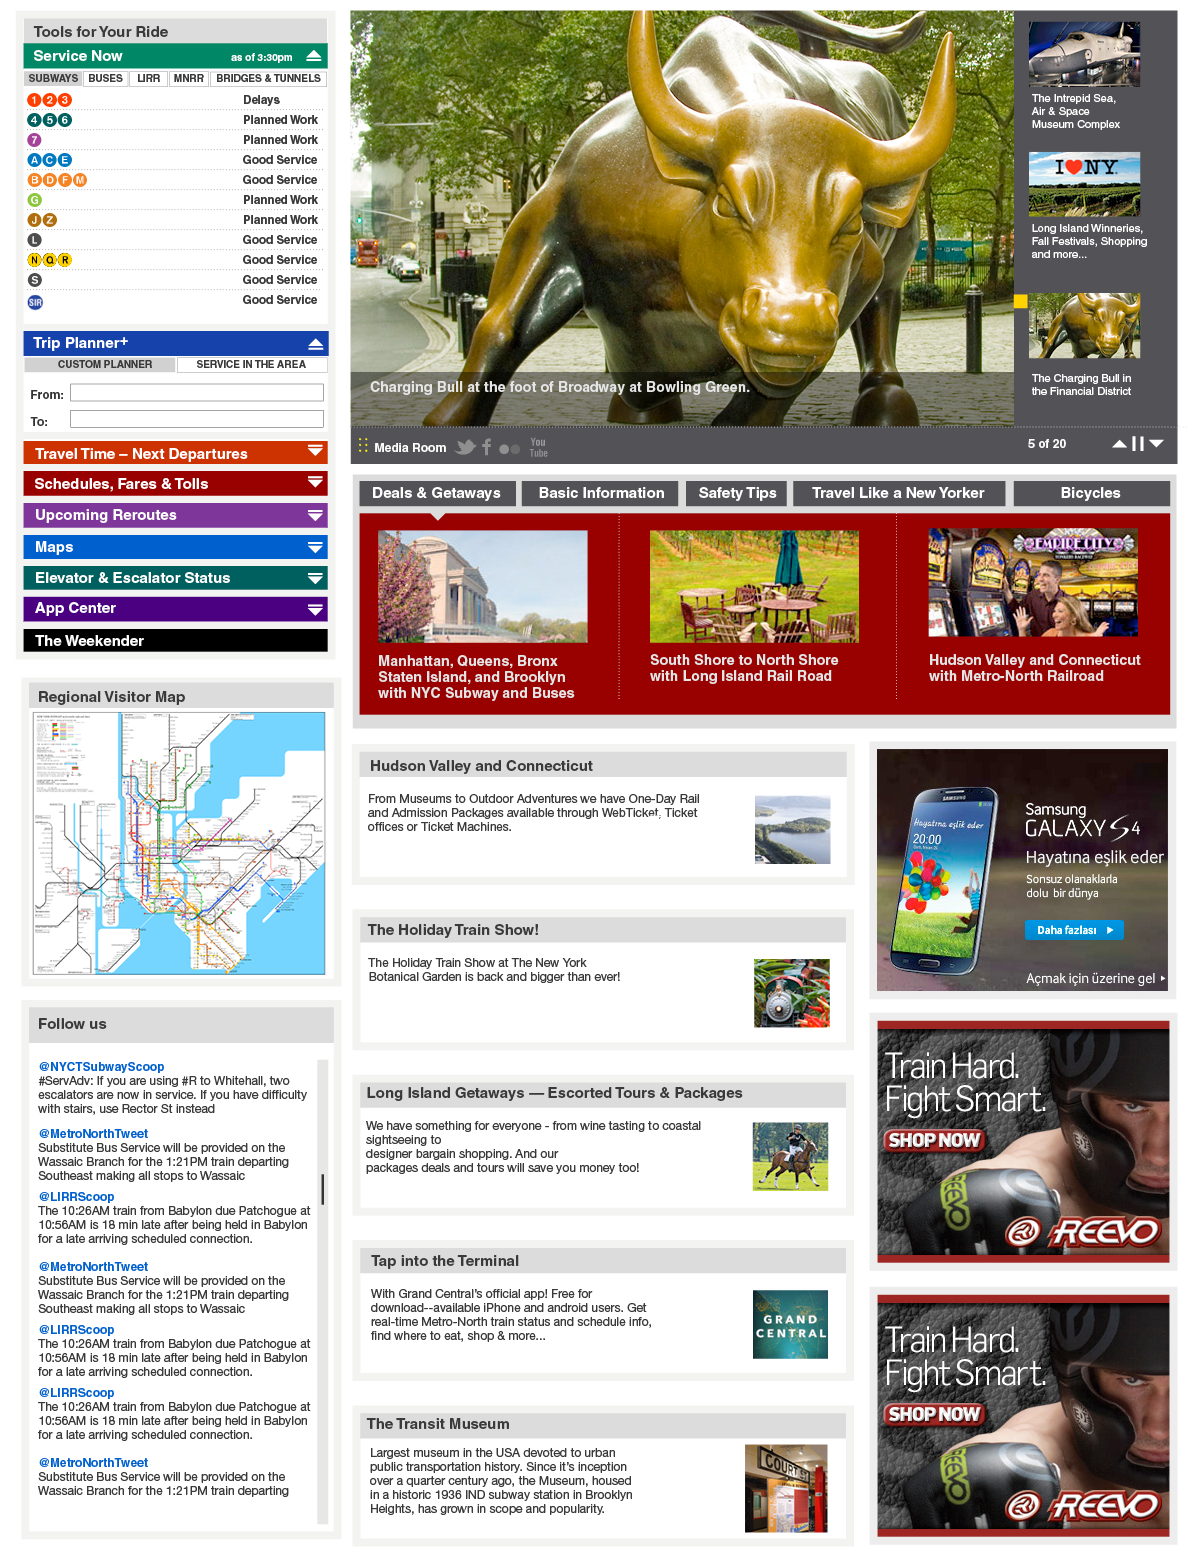 Tools for Your Ride
Service Now
as of 3:30pm
SUBWAYS
BUSES
LIRR
MNRR
BRIDGES & TUNNELS
1 2 3
Delays
4 5 6
Planned Work
7
Planned Work
A C E
Good Service
B D F M
Good Service
G
Planned Work
J Z
Planned Work
L
Good Service
N Q R
Good Service
S
Good Service
SIR
Good Service
Trip Planner+
CUSTOM PLANNER
SERVICE IN THE AREA
From:
To:
Travel Time – Next Departures
Schedules, Fares & Tolls
Upcoming Reroutes
Maps
Elevator & Escalator Status
App Center
The Weekender
Regional Visitor Map
Follow us
@NYCTSubwayScoop
#ServAdv: If you are using #R to Whitehall, two
escalators are now in service. If you have difficulty
with stairs, use Rector St instead
@MetroNorthTweet
Substitute Bus Service will be provided on the
Wassaic Branch for the 1:21PM train departing
Southeast making all stops to Wassaic
@LIRRScoop
The 10:26AM train from Babylon due Patchogue at
10:56AM is 18 min late after being held in Babylon
for a late arriving scheduled connection.
@MetroNorthTweet
Substitute Bus Service will be provided on the
Wassaic Branch for the 1:21PM train departing
Southeast making all stops to Wassaic
@LIRRScoop
The 10:26AM train from Babylon due Patchogue at
10:56AM is 18 min late after being held in Babylon
for a late arriving scheduled connection.
@LIRRScoop
The 10:26AM train from Babylon due Patchogue at
10:56AM is 18 min late after being held in Babylon
for a late arriving scheduled connection.
@MetroNorthTweet
Substitute Bus Service will be provided on the
Wassaic Branch for the 1:21PM train departing
Charging Bull at the foot of Broadway at Bowling Green.
The Intrepid Sea,
Air & Space
Museum Complex
I NY.
Long Island Winneries,
Fall Festivals, Shopping
and more...
The Charging Bull in
the Financial District
Media Room
You
Tube
5 of 20
Deals & Getaways
Basic Information
Safety Tips
Travel Like a New Yorker
Bicycles
Manhattan, Queens, Bronx
Staten Island, and Brooklyn
with NYC Subway and Buses
South Shore to North Shore
with Long Island Rail Road
EMPIRE CITY
Hudson Valley and Connecticut
with Metro-North Railroad
Hudson Valley and Connecticut
From Museums to Outdoor Adventures we have One-Day Rail
and Admission Packages available through WebTicket, Ticket
offices or Ticket Machines.
The Holiday Train Show!
The Holiday Train Show at The New York
Botanical Garden is back and bigger than ever!
Long Island Getaways — Escorted Tours & Packages
We have something for everyone - from wine tasting to coastal
sightseeing to
designer bargain shopping. And our
packages deals and tours will save you money too!
Tap into the Terminal
With Grand Central's official app! Free for
download--available iPhone and android users. Get
real-time Metro-North train status and schedule info,
find where to eat, shop & more...
GRAND
CENTRAL
The Transit Museum
Largest museum in the USA devoted to urban
public transportation history. Since it's inception
over a quarter century ago, the Museum, housed
in a historic 1936 IND subway station in Brooklyn
Heights, has grown in scope and popularity.
COURT ST
SAMSUNG
Hayatına eşlik eder
20:00
Samsung
GALAXY S4
Hayatına eşlik eder
Sonsuz olanaklarla
dolu bir dünya
Daha fazlası
Açmak için üzerine gel
Train Hard.
Fight Smart.
SHOP NOW
REEVO
REEVO
Train Hard.
Fight Smart.
SHOP NOW
REEVO
REEVO